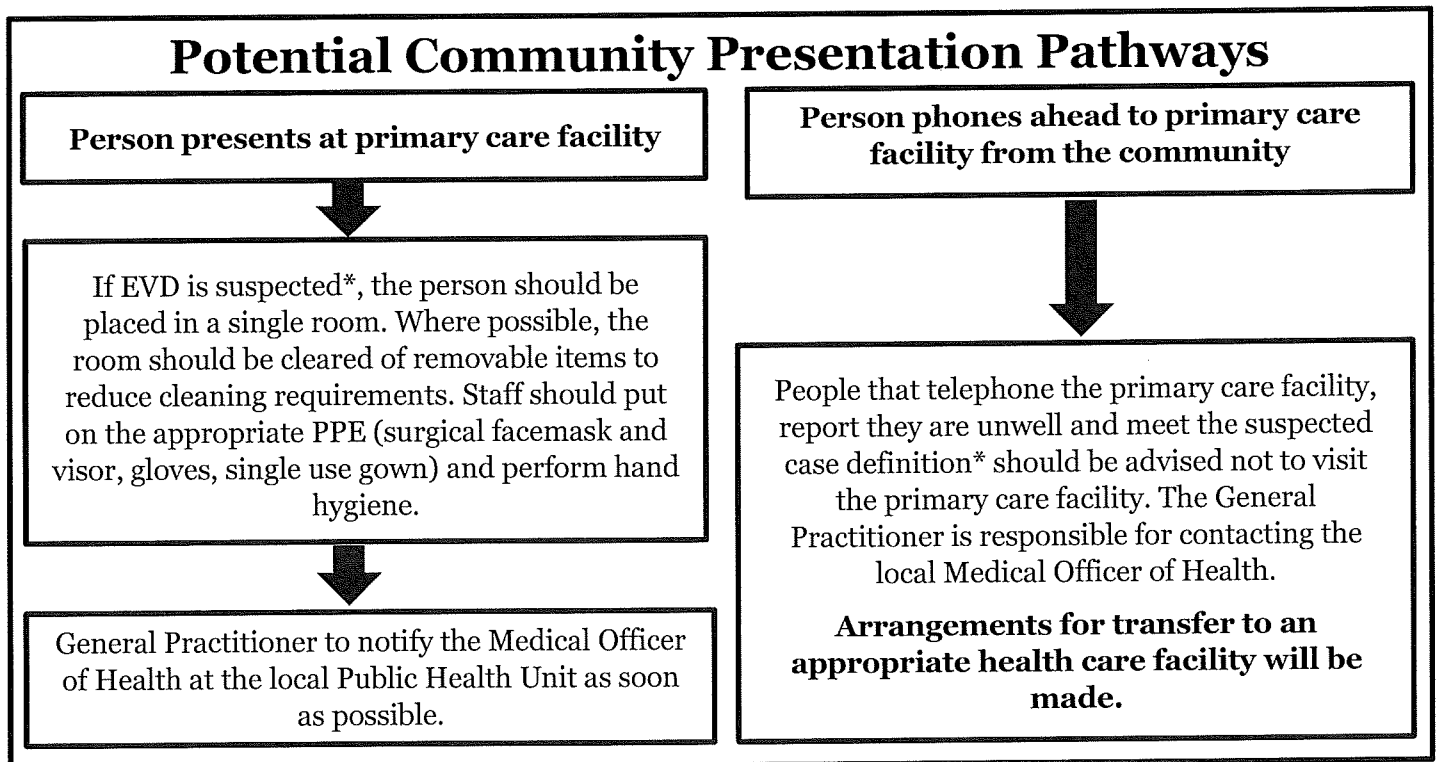 Potential Community Presentation Pathways
Person presents at primary care facility
If EVD is suspected*, the person should be
placed in a single room. Where possible, the
room should be cleared of removable items to
reduce cleaning requirements. Staff should put
on the appropriate PPE (surgical facemask and
visor, gloves, single use gown) and perform hand
hygiene.
General Practitioner to notify the Medical Officer
of Health at the local Public Health Unit as soon
as possible.
Person phones ahead to primary care
facility from the community
People that telephone the primary care facility,
report they are unwell and meet the suspected
case definition* should be advised not to visit
the primary care facility. The General
Practitioner is responsible for contacting the
local Medical Officer of Health.
Arrangements for transfer to an
appropriate health care facility will be
made.